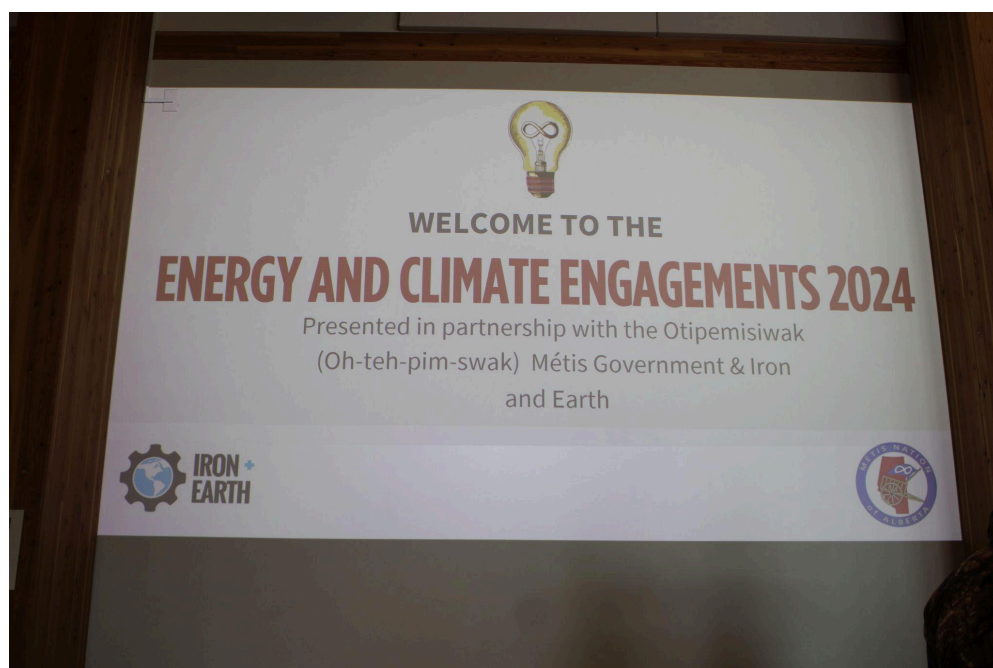 WELCOME TO THE
ENERGY AND CLIMATE ENGAGEMENTS 2024
Presented in partnership with the Otipemisiwak
(Oh-teh-pim-swak) Métis Government & Iron
and Earth
IRON +
EARTH
MÉTIS NATION
of ALBERTA